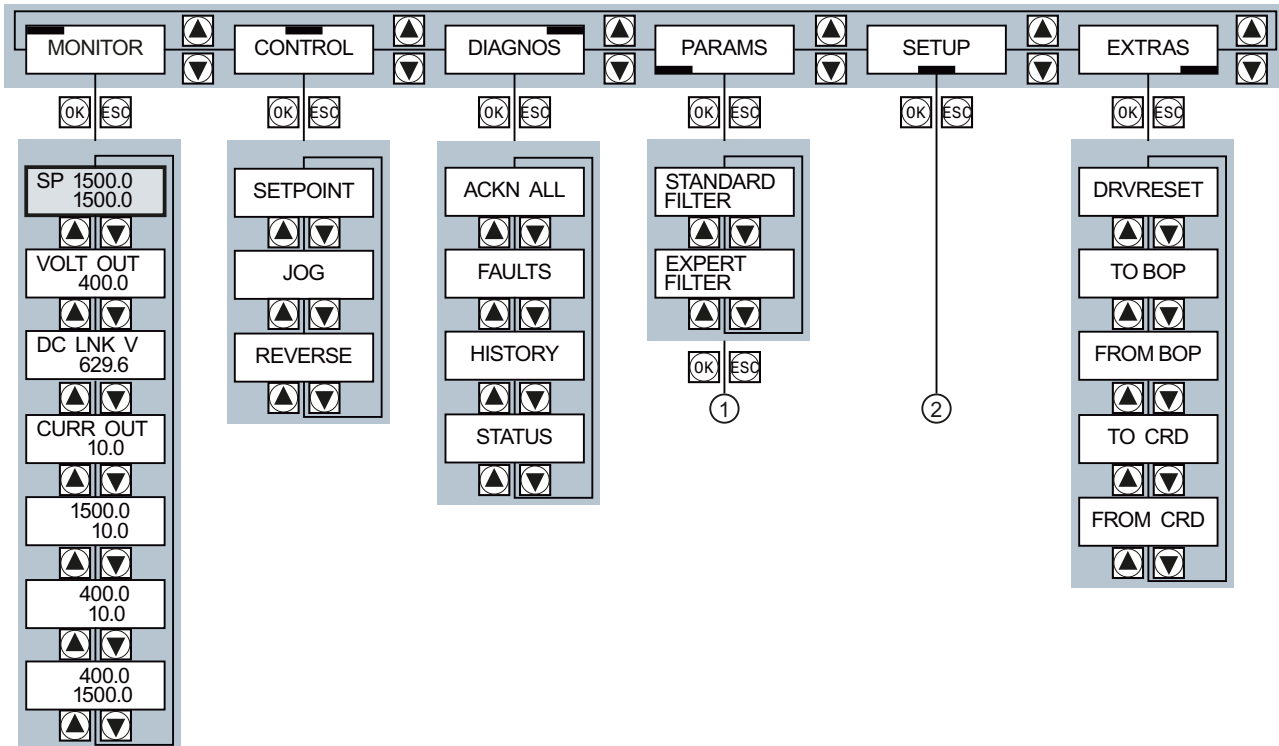 MONITOR
CONTROL
DIAGNOS
PARAMS
SETUP
EXTRAS
OK ESC
OK ESC
OK ESC
OK ESC
OK ESC
OK ESC
SP 1500.0
1500.0
VOLT OUT
400.0
DC LNK V
629.6
CURR OUT
10.0
1500.0
10.0
400.0
10.0
400.0
1500.0
SETPOINT
JOG
REVERSE
ACKN ALL
FAULTS
HISTORY
STATUS
STANDARD
FILTER
EXPERT
FILTER
OK ESC
1
2
DRVRESET
TO BOP
FROM BOP
TO CRD
FROM CRD